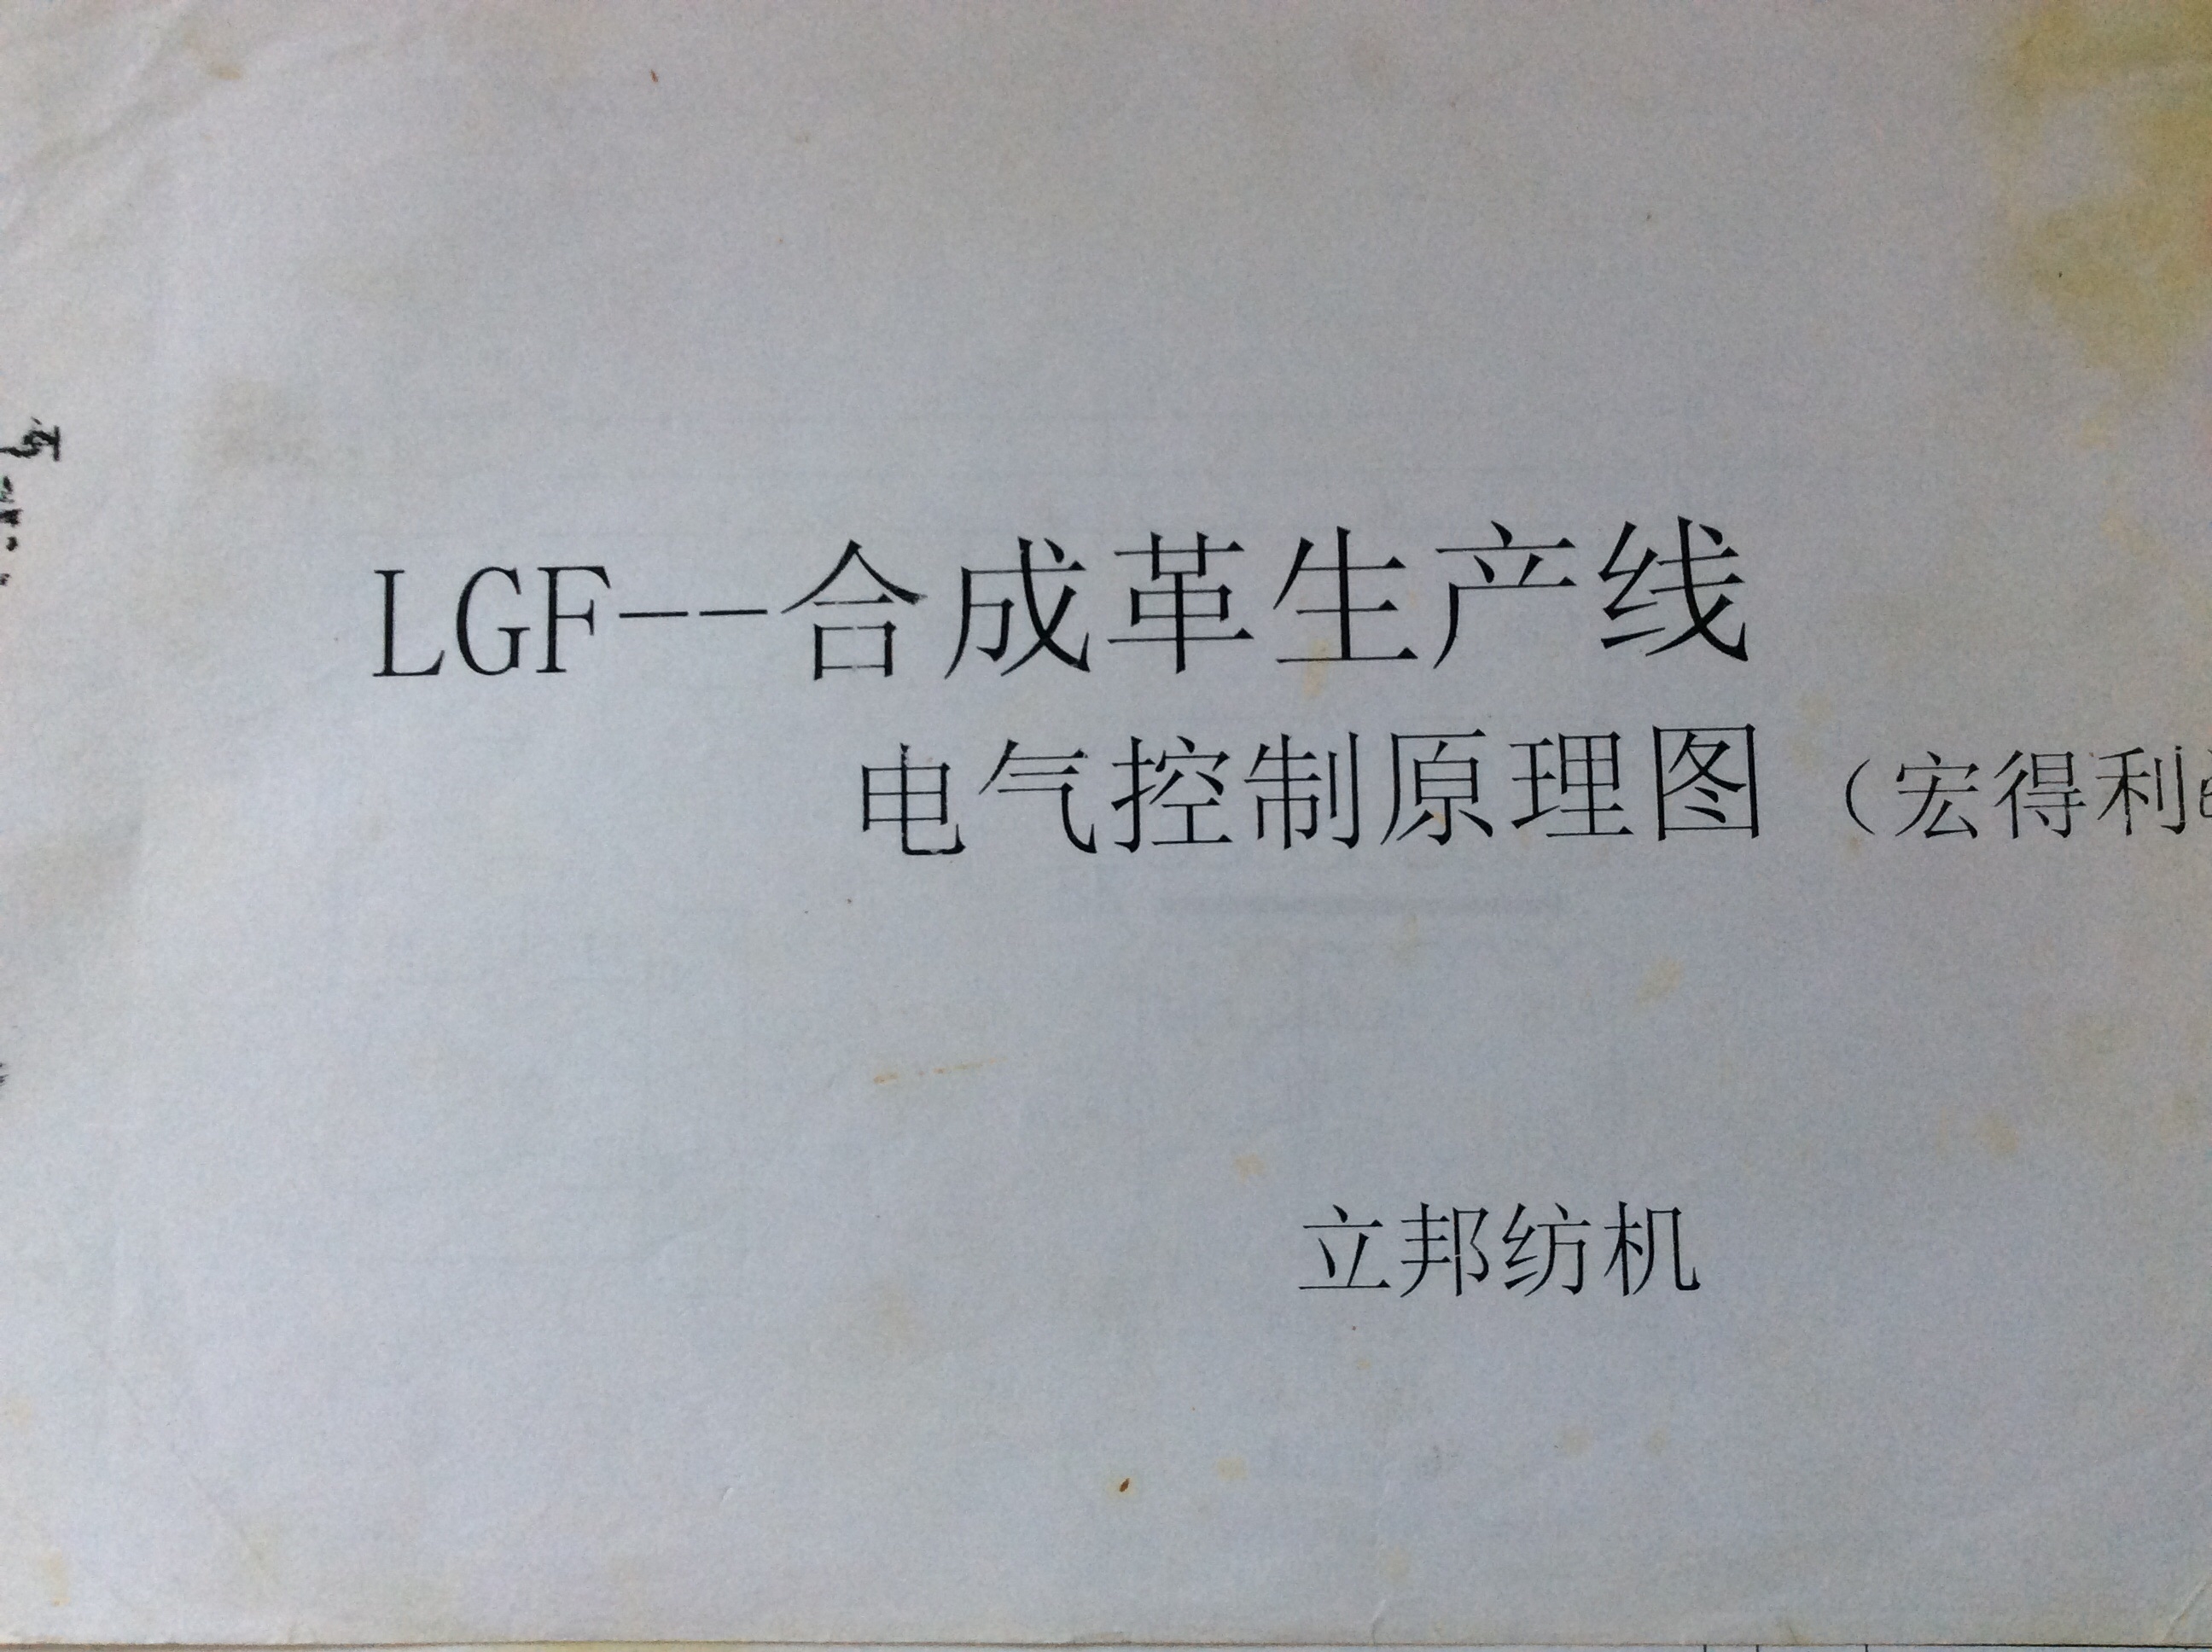 LGF--合成革生产线
电气控制原理图（宏得利
立邦纺机